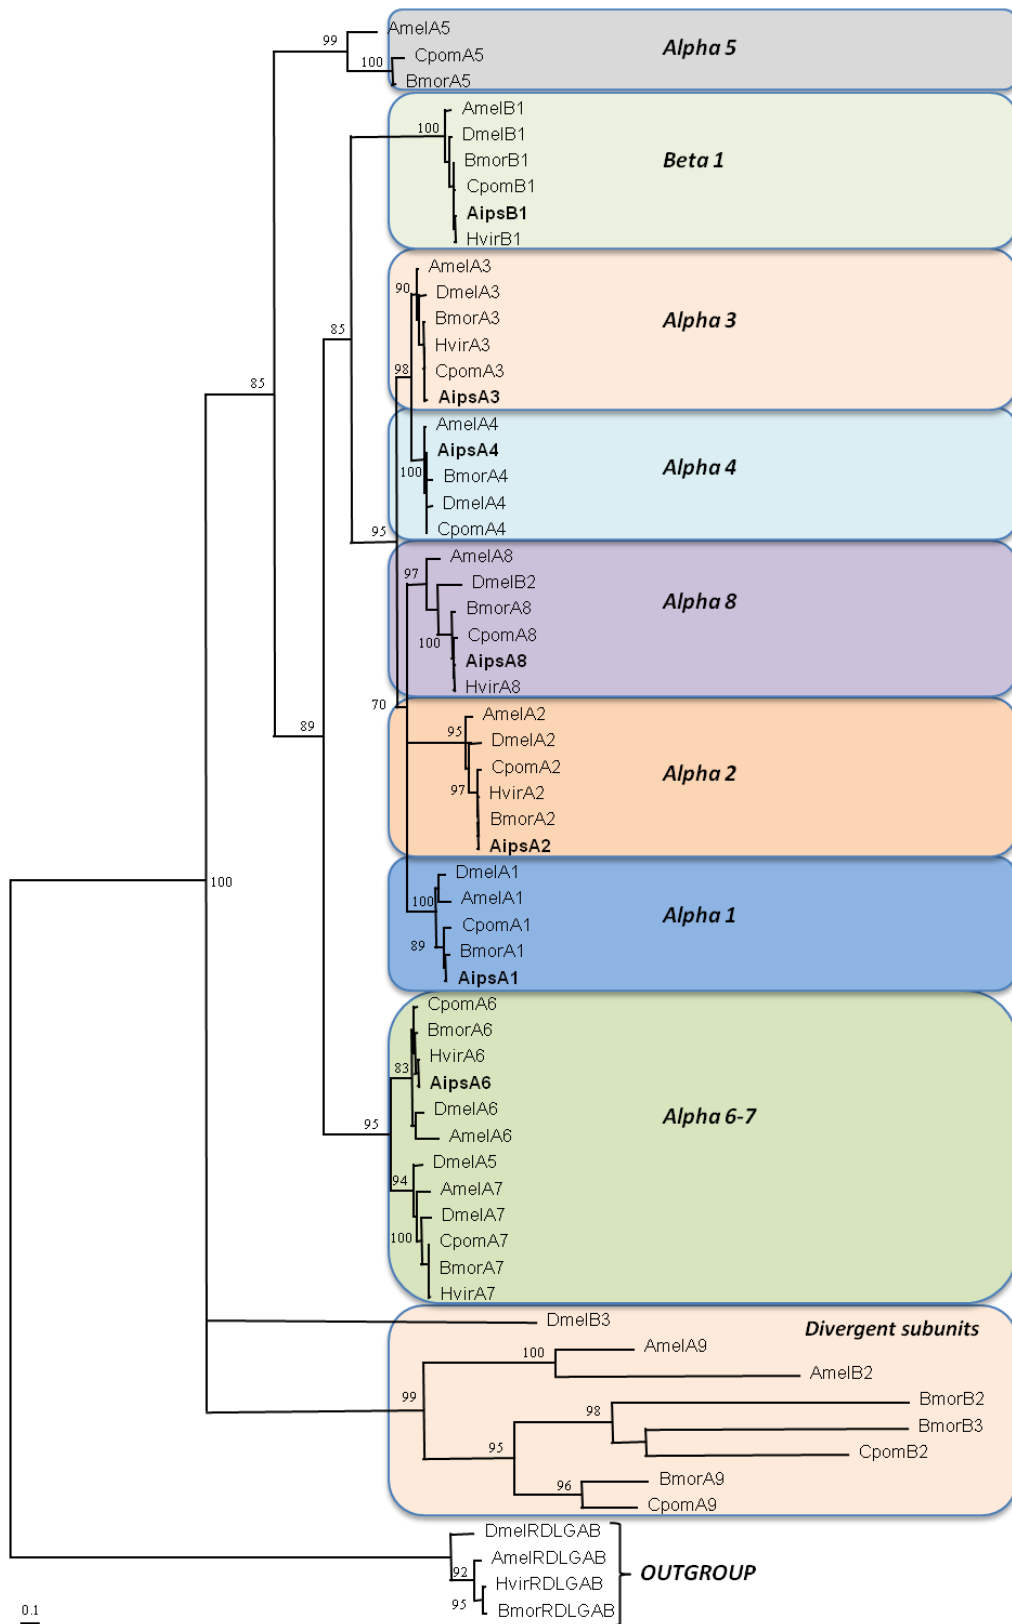 AmelA5
99
Alpha 5
CpomA5
100
BmorA5
AmelB1
100
DmelB1
BmorB1
Beta 1
CpomB1
AipsB1
HvirB1
AmelA3
90
DmelA3
BmorA3
Alpha 3
85
HvirA3
CpomA3
98
85
AipsA3
AmelA4
AipsA4
Alpha 4
100
BmorA4
DmelA4
CpomA4
95
AmelA8
97
DmelB2
BmorA8
Alpha 8
CpomA8
100
AipsA8
HvirA8
70
AmelA2
89
95
DmelA2
CpomA2
Alpha 2
97
HvirA2
BmorA2
AipsA2
DmelA1
100
100
AmelA1
Alpha 1
CpomA1
89
BmorA1
AipsA1
CpomA6
BmorA6
HvirA6
83
AipsA6
DmelA6
Alpha 6-7
95
AmelA6
DmelA5
94
AmelA7
DmelA7
100
CpomA7
BmorA7
HvirA7
DmelB3
Divergent subunits
AmelA9
100
AmelB2
99
BmorB2
98
BmorB3
95
CpomB2
BmorA9
96
CpomA9
DmelRDLGAB
AmelRDLGAB
92
OUTGROUP
HvirRDLGAB
95
BmorRDLGAB
0.1